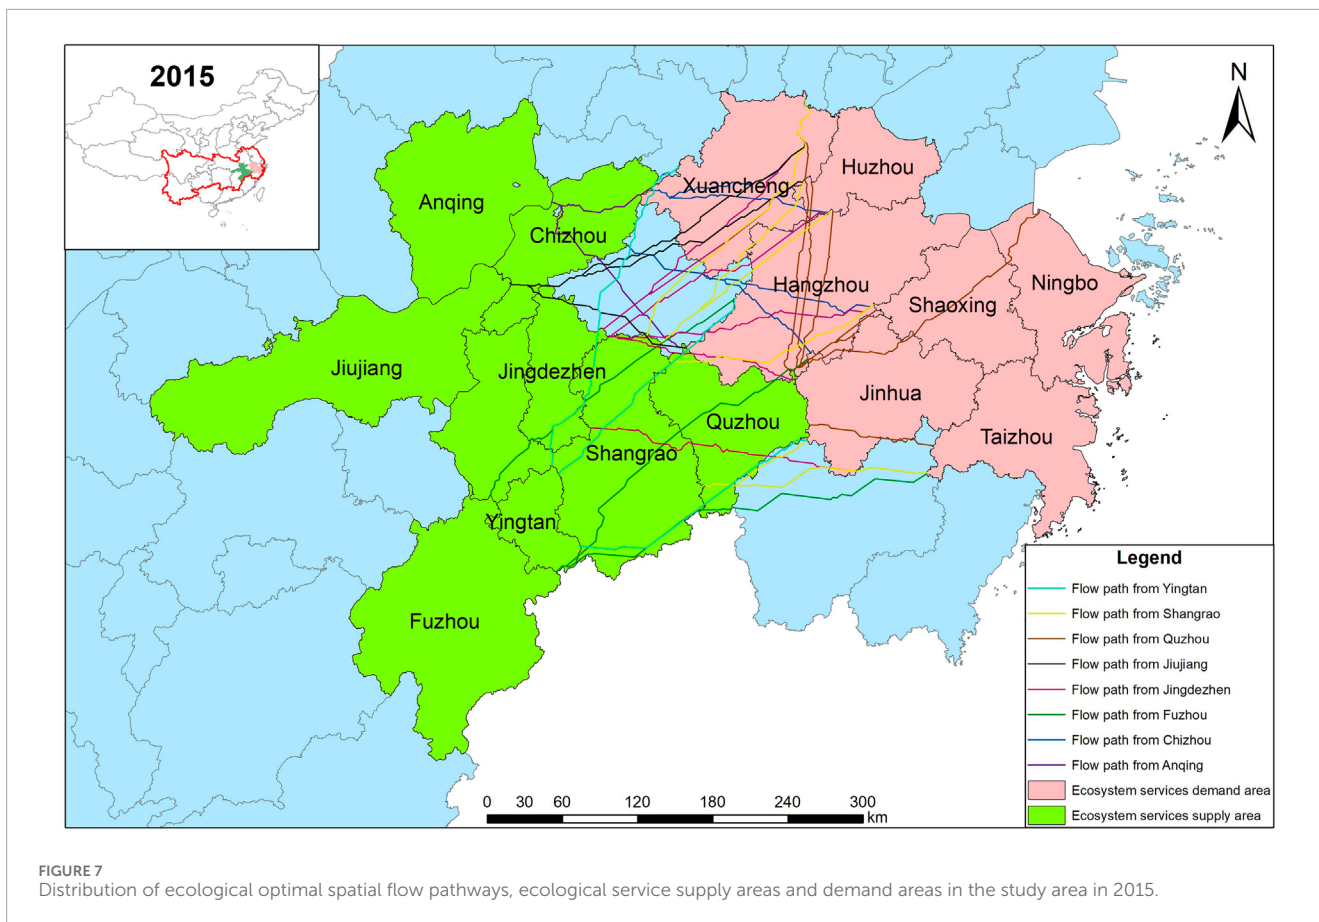 2015
N
Anqing
Xuancheng
Huzhou
Chizhou
Hangzhou
Ningbo
Shaoxing
Jiujiang
Jingdezhen
Jinhua
Quzhou
Taizhou
Shangrao
Yingtan
Fuzhou
Legend
Flow path from Yingtan
Flow path from Shangrao
Flow path from Quzhou
Flow path from Jiujiang
Flow path from Jingdezhen
Flow path from Fuzhou
Flow path from Chizhou
Flow path from Anqing
Ecosystem services demand area
Ecosystem services supply area
0 30 60 120 180 240 300
km
FIGURE 7
Distribution of ecological optimal spatial flow pathways, ecological service supply areas and demand areas in the study area in 2015.